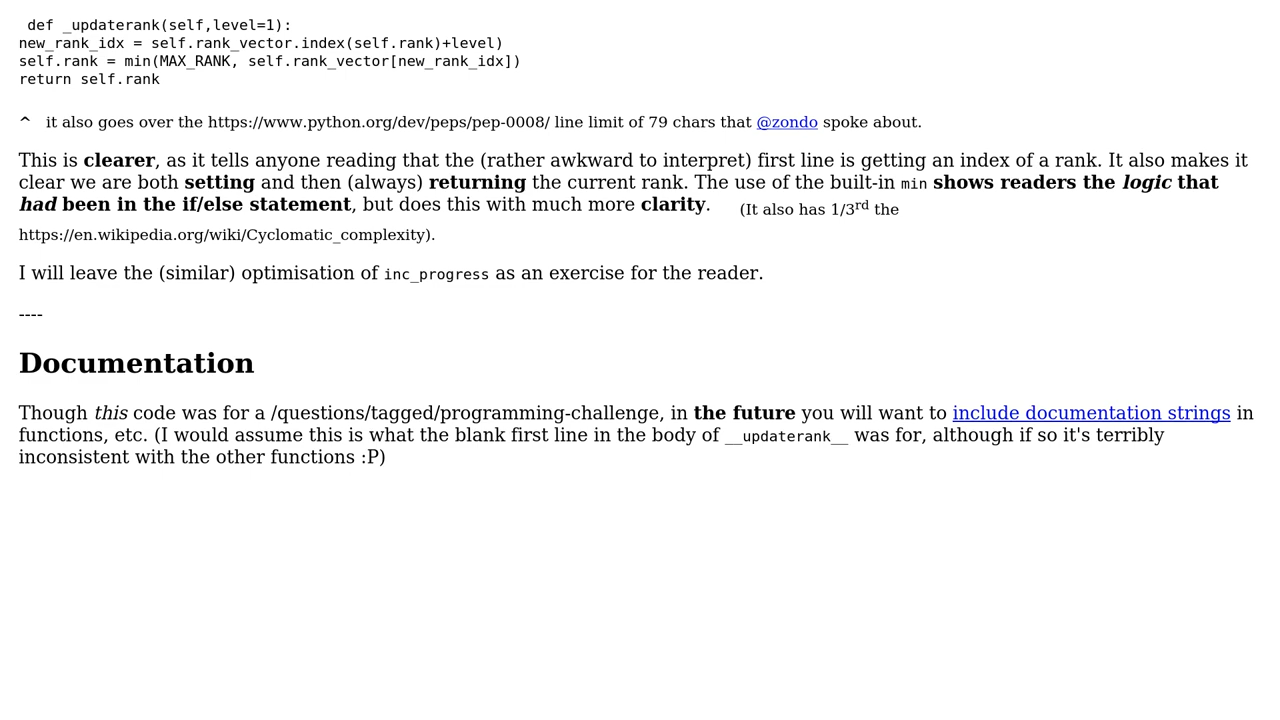 def _updaterank(self,level=1):
new_rank_idx = self.rank_vector.index(self.rank)+level)
self.rank = min(MAX_RANK, self.rank_vector[new_rank_idx])
return self.rank
^ it also goes over the https://www.python.org/dev/peps/pep-0008/ line limit of 79 chars that @zondo spoke about.
This is clearer, as it tells anyone reading that the (rather awkward to interpret) first line is getting an index of a rank. It also makes it
clear we are both setting and then (always) returning the current rank. The use of the built-in min shows readers the logic that
had been in the if/else statement, but does this with much more clarity. (It also has 1/3rd the
https://en.wikipedia.org/wiki/Cyclomatic_complexity).
I will leave the (similar) optimisation of inc_progress as an exercise for the reader.
----
Documentation
Though this code was for a /questions/tagged/programming-challenge, in the future you will want to include documentation strings in
functions, etc. (I would assume this is what the blank first line in the body of __updaterank__ was for, although if so it's terribly
inconsistent with the other functions :P)